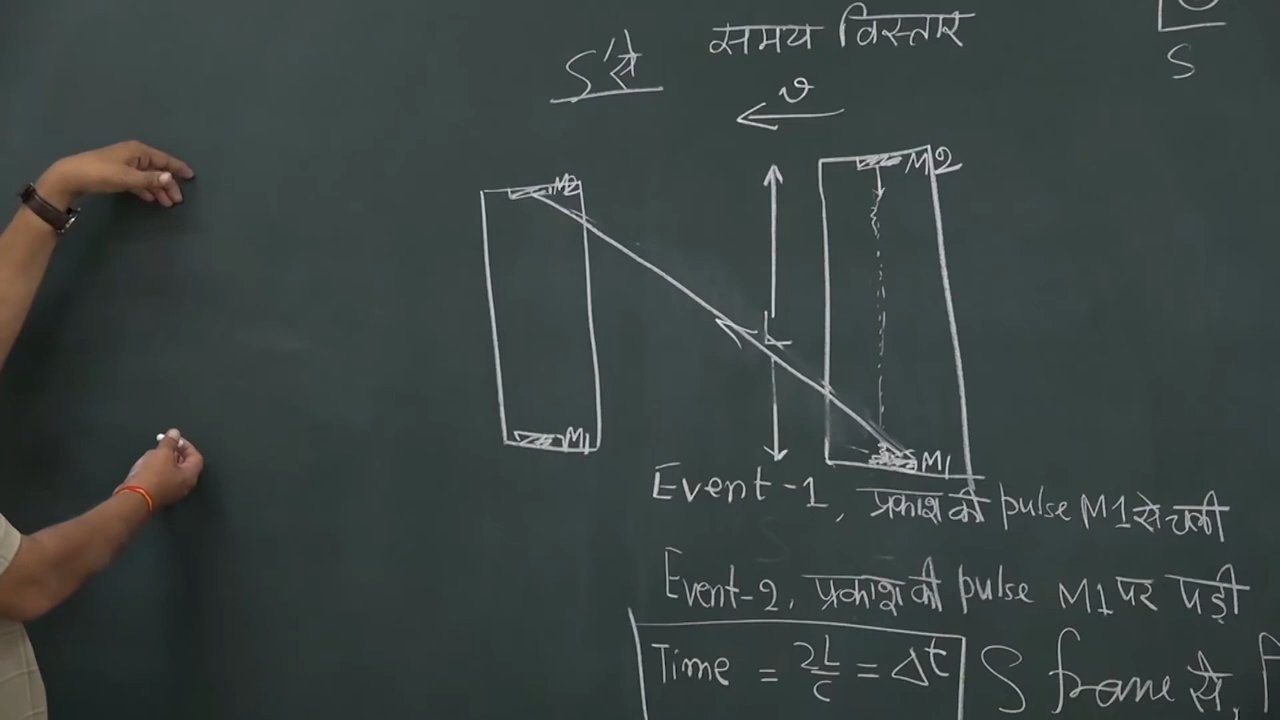 समय विस्तार
S' से
v
S
M2
M2
L
M1
M1
Event-1, प्रकाश की pulse M1 से चली
Event-2, प्रकाश की pulse M1 पर पड़ी
Time = 2L/c = Δt
S frame से,